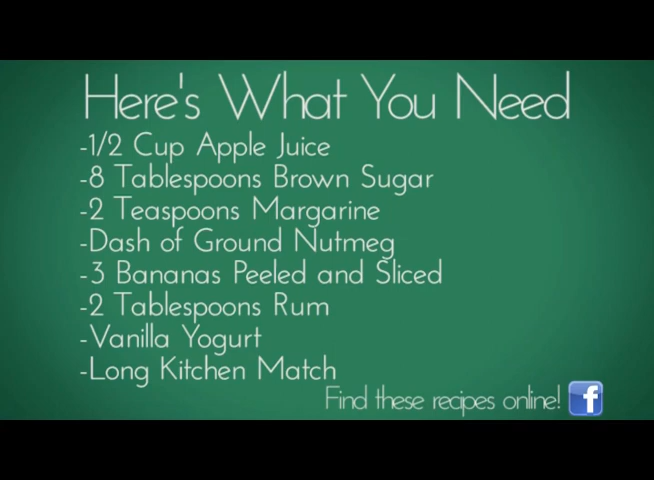 Here's What You Need
-1/2 Cup Apple Juice
-8 Tablespoons Brown Sugar
-2 Teaspoons Margarine
-Dash of Ground Nutmeg
-3 Bananas Peeled and Sliced
-2 Tablespoons Rum
-Vanilla Yogurt
-Long Kitchen Match
Find these recipes online! f